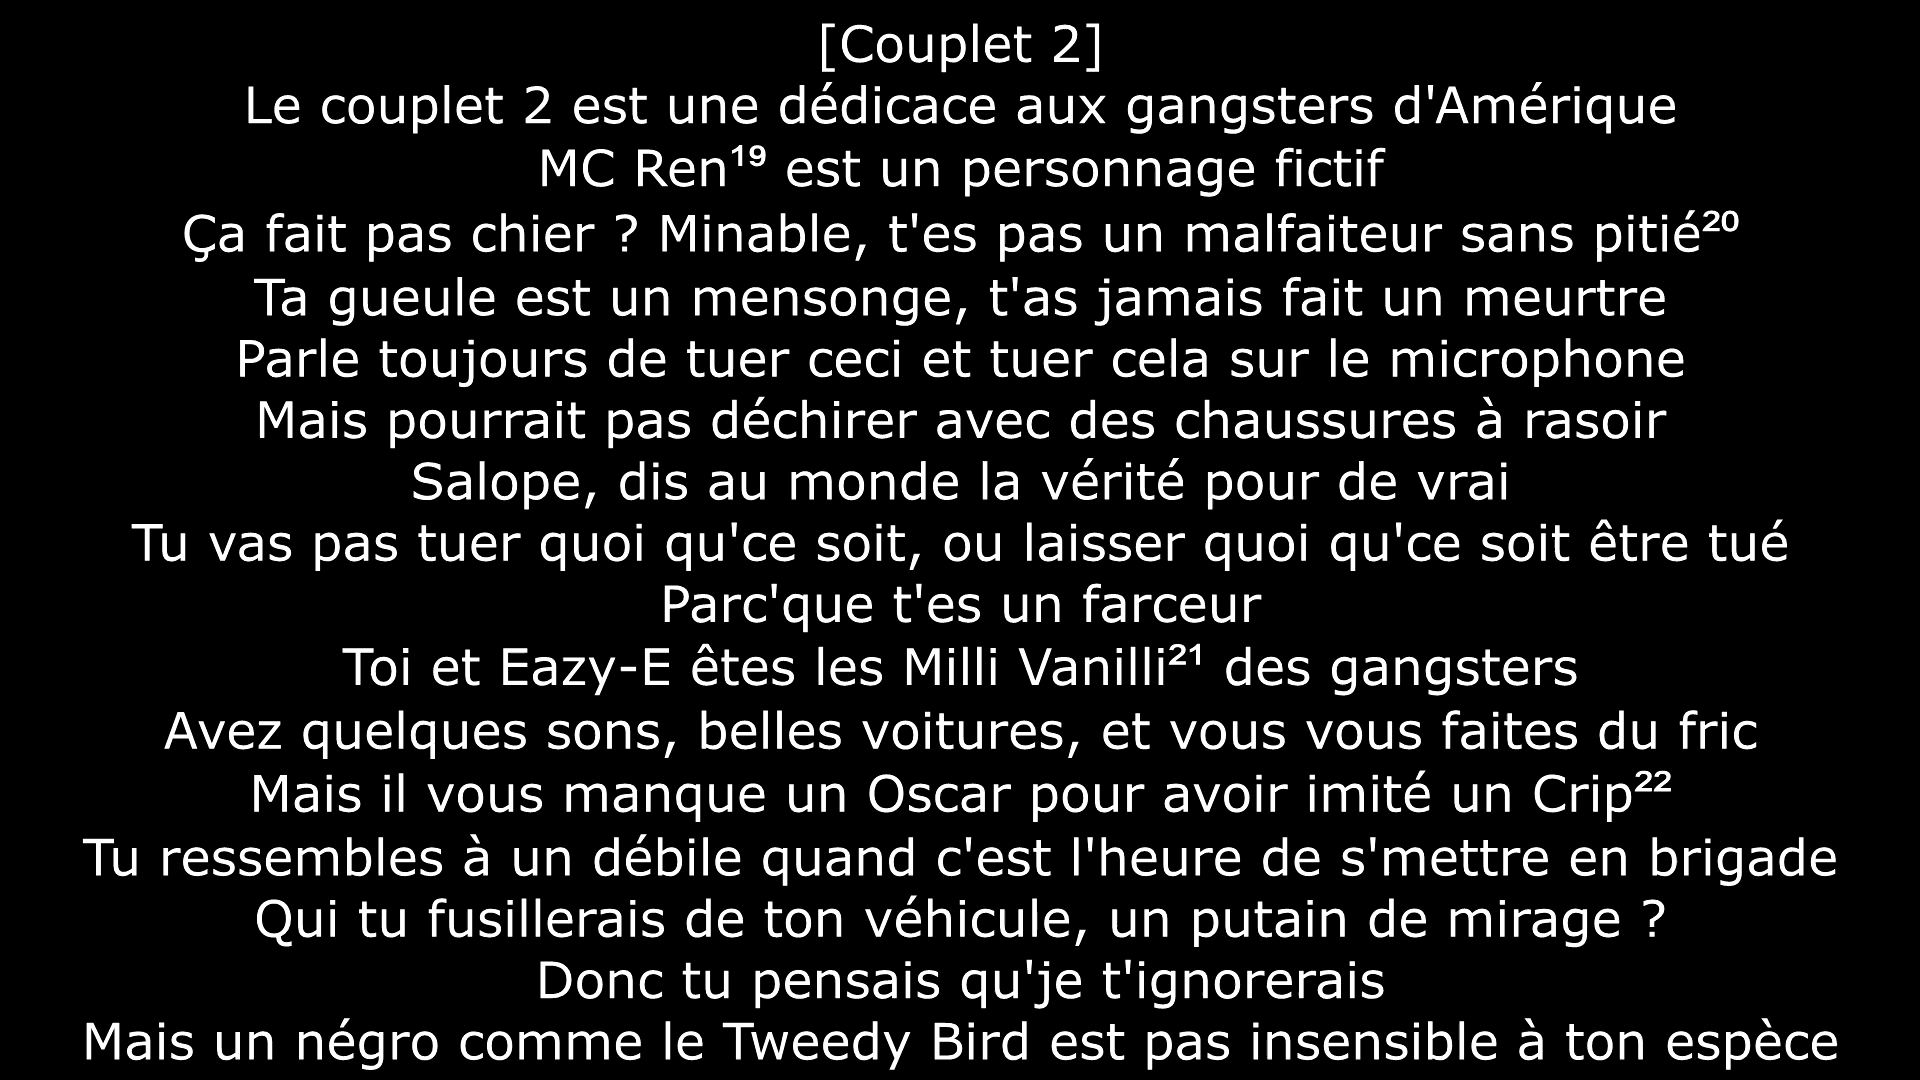 [Couplet 2]
Le couplet 2 est une dédicace aux gangsters d'Amérique
MC Ren¹⁹ est un personnage fictif
Ça fait pas chier ? Minable, t'es pas un malfaiteur sans pitié²⁰
Ta gueule est un mensonge, t'as jamais fait un meurtre
Parle toujours de tuer ceci et tuer cela sur le microphone
Mais pourrait pas déchirer avec des chaussures à rasoir
Salope, dis au monde la vérité pour de vrai
Tu vas pas tuer quoi qu'ce soit, ou laisser quoi qu'ce soit être tué
Parc'que t'es un farceur
Toi et Eazy-E êtes les Milli Vanilli²¹ des gangsters
Avez quelques sons, belles voitures, et vous vous faites du fric
Mais il vous manque un Oscar pour avoir imité un Crip²²
Tu ressembles à un débile quand c'est l'heure de s'mettre en brigade
Qui tu fusillerais de ton véhicule, un putain de mirage ?
Donc tu pensais qu'je t'ignorerais
Mais un négro comme le Tweedy Bird est pas insensible à ton espèce